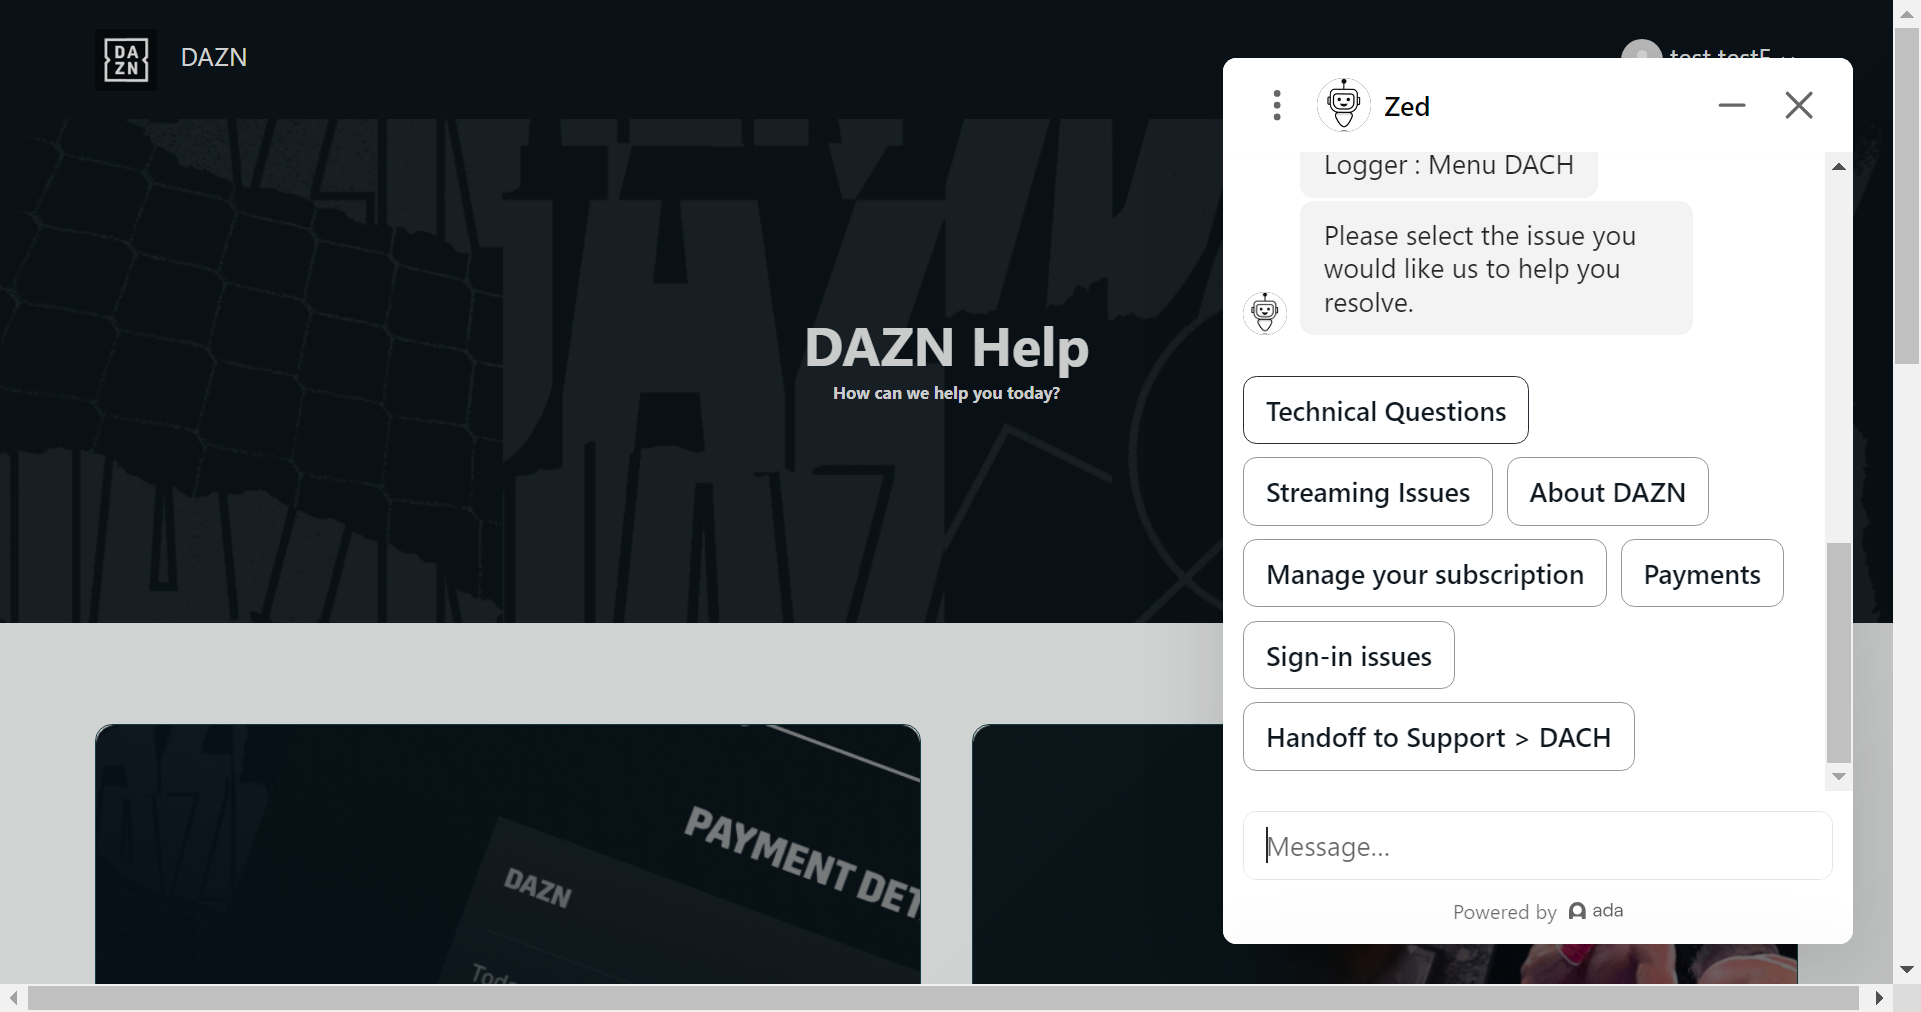 DA
ZN
DAZN
test test
Zed
Logger : Menu DACH
Please select the issue you
would like us to help you
resolve.
DAZN Help
How can we help you today?
Technical Questions
Streaming Issues
About DAZN
Manage your subscription
Payments
Sign-in issues
Handoff to Support > DACH
Message...
Powered by ada
PAYMENT DET
DAZN
Toda